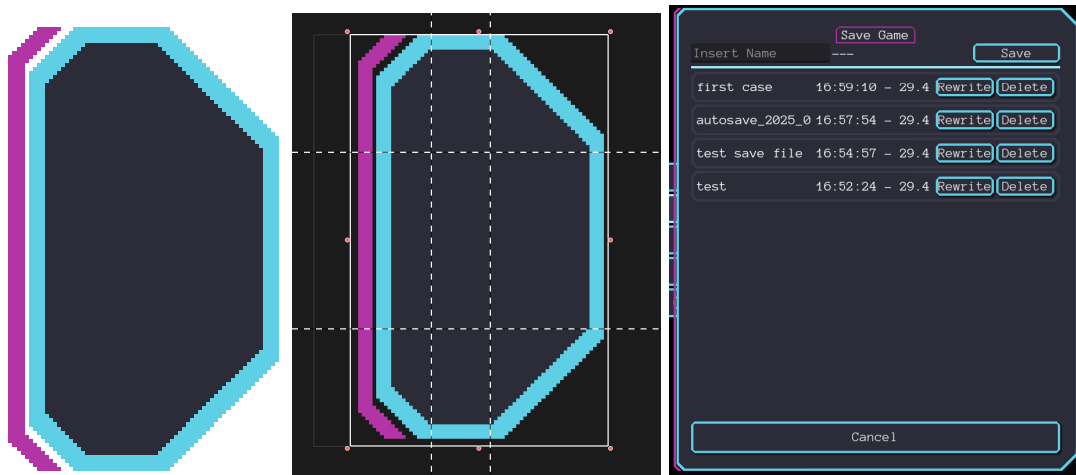 Save Game
Insert Name --- Save
first case 16:59:10 - 29.4 Rewrite Delete
autosave_2025_0 16:57:54 - 29.4 Rewrite Delete
test save file 16:54:57 - 29.4 Rewrite Delete
test 16:52:24 - 29.4 Rewrite Delete
Cancel